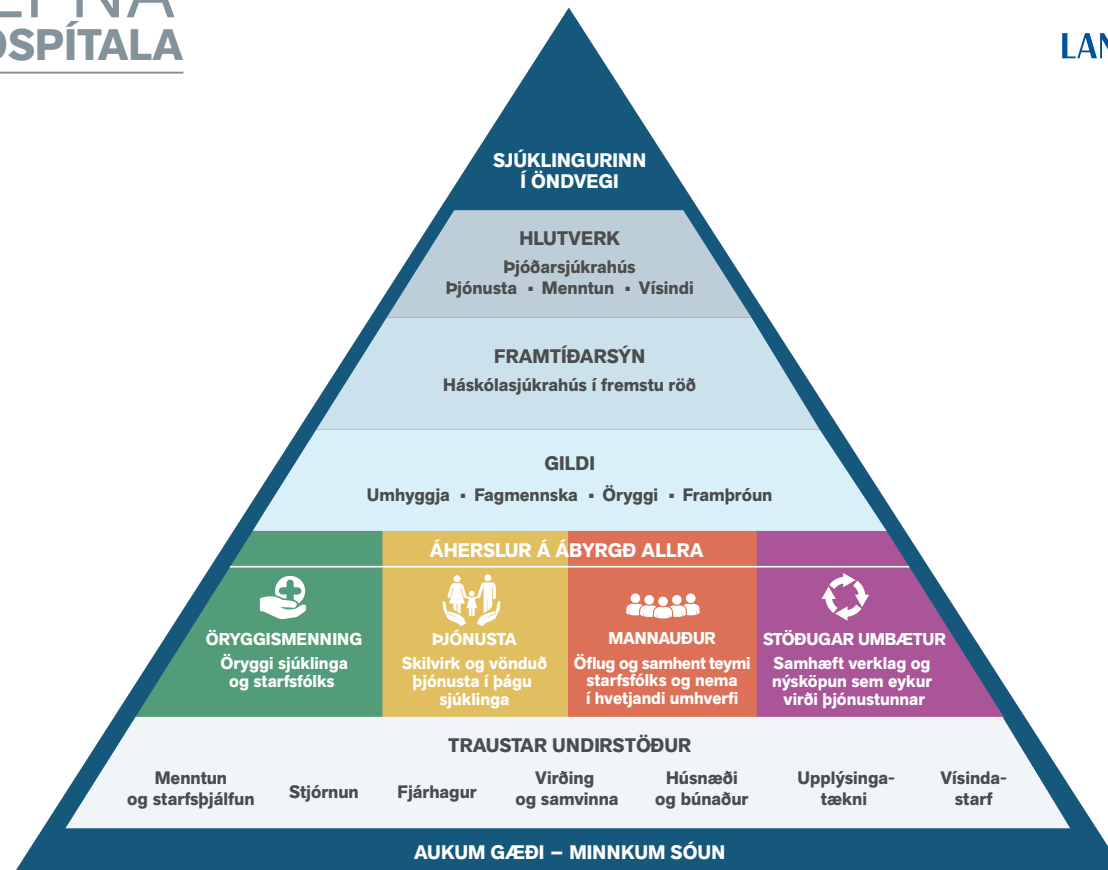 SPÍTALA
LAN
SJÚKLINGURINN
Í ÖNDVEGI
HLUTVERK
Þjóðarsjúkrahús
Þjónusta ▪ Menntun ▪ Vísindi
FRAMTÍÐARSÝN
Háskólasjúkrahús í fremstu röð
GILDI
Umhyggja ▪ Fagmennska ▪ Öryggi ▪ Framþróun
ÁHERSLUR Á ÁBYRGÐ ALLRA
ÖRYGGISMENNING
Öryggi sjúklinga
og starfsfólks
ÞJÓNUSTA
Skilvirk og vönduð
þjónusta í þágu
sjúklinga
MANNAUÐUR
Öflug og samhent teymi
starfsfólks og nema
í hvetjandi umhverfi
STÖÐUGAR UMBÆTUR
Samhæft verklag og
nýsköpun sem eykur
virði þjónustunnar
TRAUSTAR UNDIRSTÖÐUR
Menntun
og starfsþjálfun
Stjórnun
Fjárhagur
Virðing
og samvinna
Húsnæði
og búnaður
Upplýsinga-
tækni
Vísinda-
starf
AUKUM GÆÐI – MINNKUM SÓUN